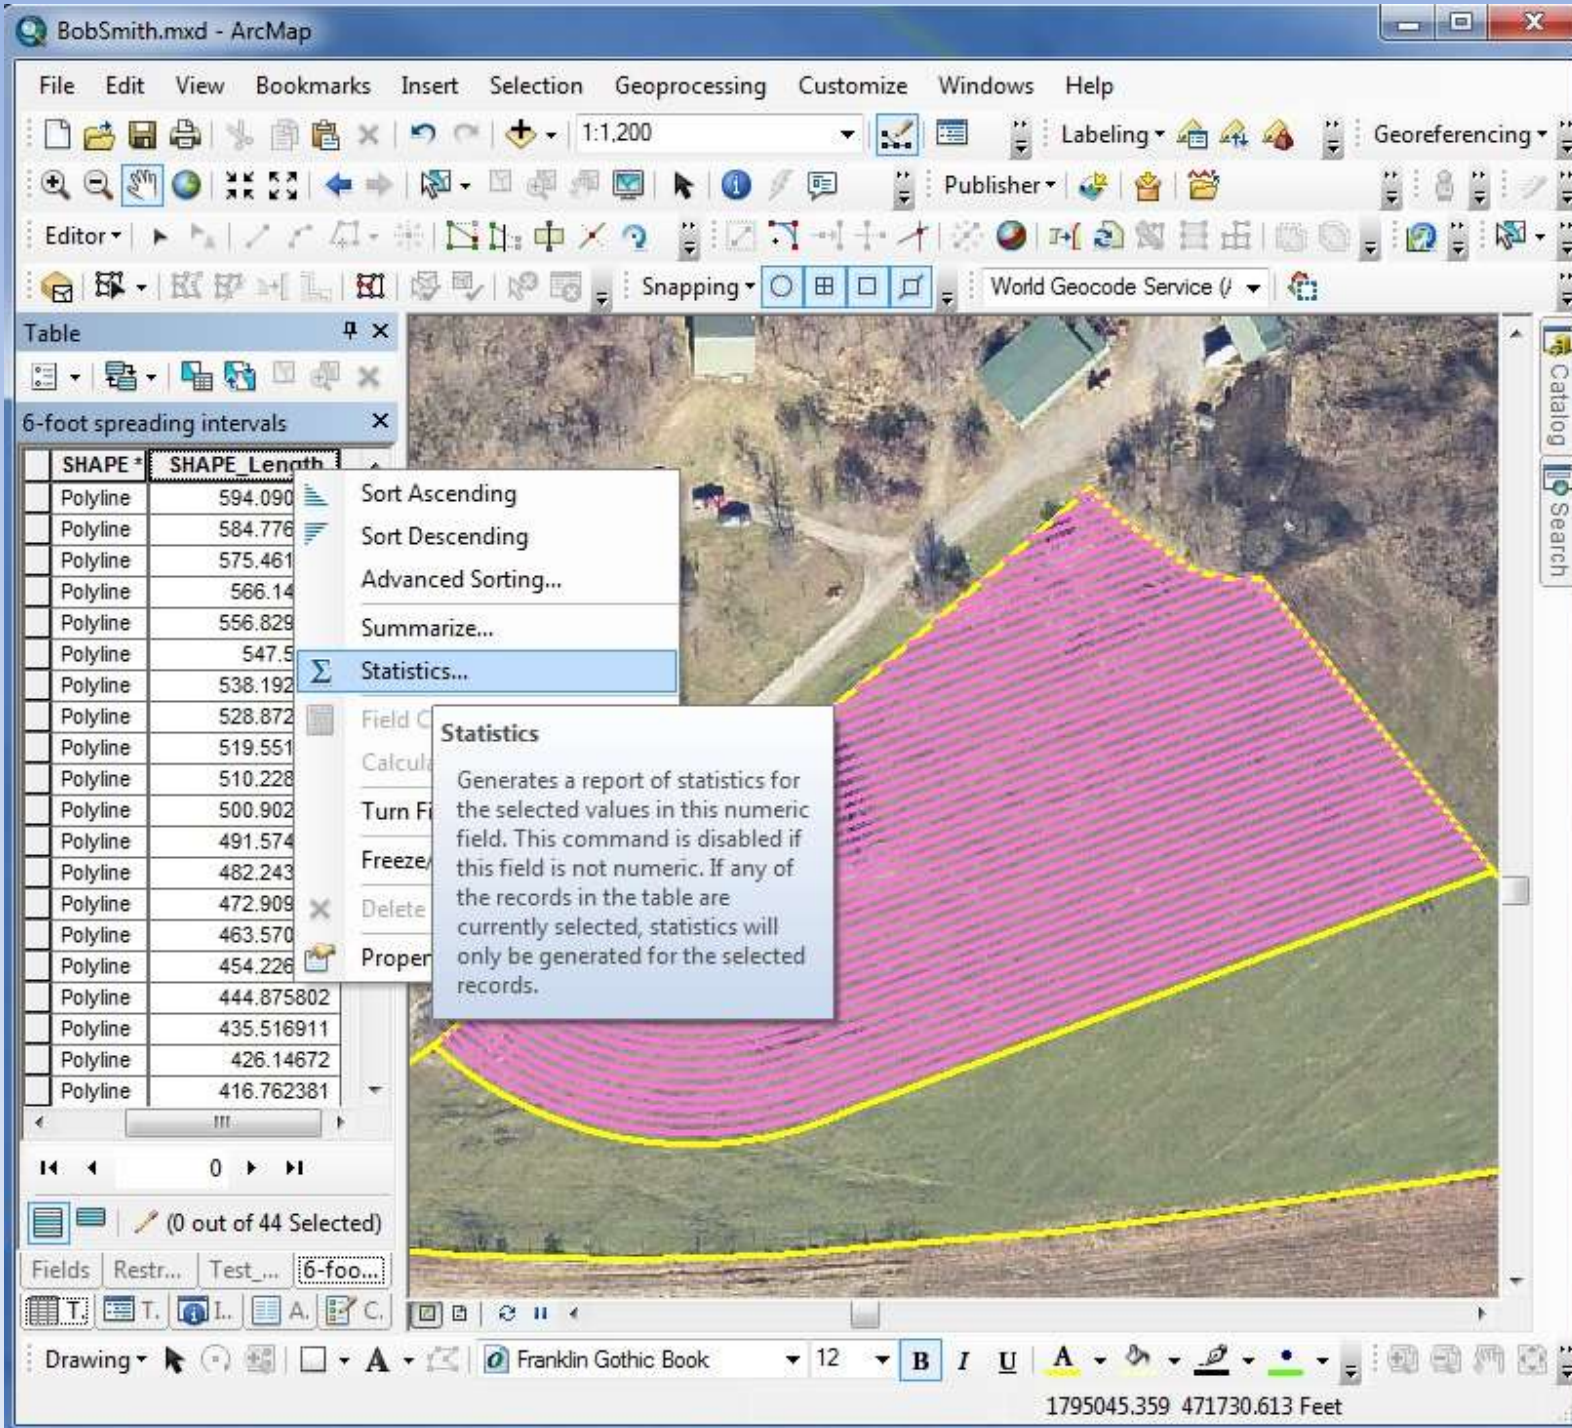 BobSmith.mxd - ArcMap
File Edit View Bookmarks Insert Selection Geoprocessing Customize Windows Help
1:1,200 Labeling Georeferencing
Publisher
Editor
Snapping World Geocode Service (
Table
6-foot spreading intervals
SHAPE * SHAPE_Length
Polyline 594.090
Polyline 584.776
Polyline 575.461
Polyline 566.14
Polyline 556.829
Polyline 547.5
Polyline 538.192
Polyline 528.872
Polyline 519.551
Polyline 510.228
Polyline 500.902
Polyline 491.574
Polyline 482.243
Polyline 472.909
Polyline 463.570
Polyline 454.226
Polyline 444.875802
Polyline 435.516911
Polyline 426.14672
Polyline 416.762381
Sort Ascending
Sort Descending
Advanced Sorting...
Summarize...
Σ Statistics...
Field C
Calcula
Turn Fi
Freeze/
Delete
Proper
Statistics
Generates a report of statistics for
the selected values in this numeric
field. This command is disabled if
this field is not numeric. If any of
the records in the table are
currently selected, statistics will
only be generated for the selected
records.
Catalog
Search
0
(0 out of 44 Selected)
Fields Restr... Test_... 6-foo...
T. T. I.. A. C.
Drawing A Franklin Gothic Book 12 B I U A
1795045.359 471730.613 Feet